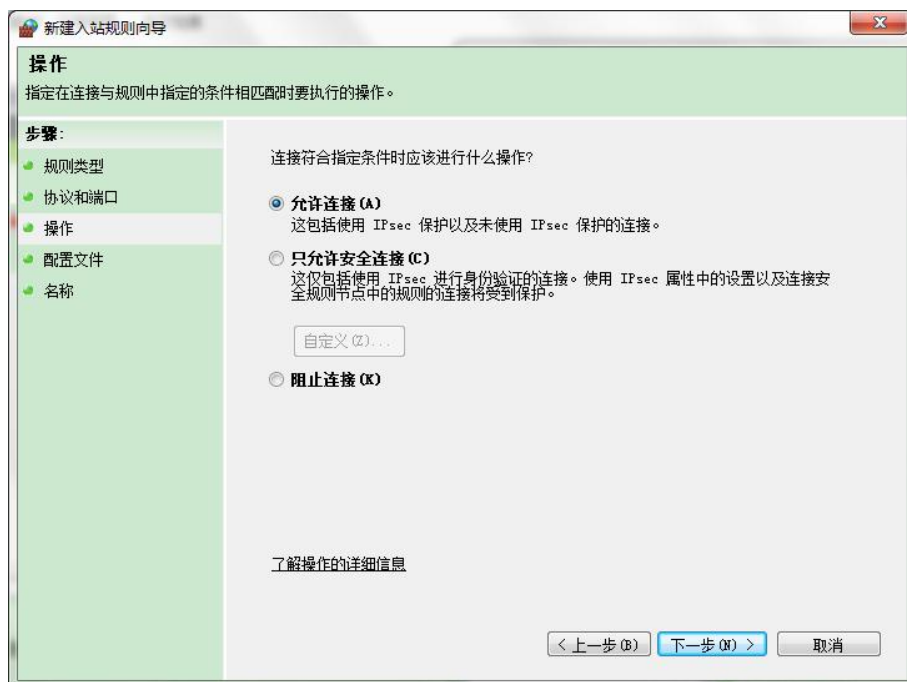 新建入站规则向导
操作
指定在连接与规则中指定的条件相匹配时要执行的操作。
步骤:
规则类型
协议和端口
操作
配置文件
名称
连接符合指定条件时应该进行什么操作?
允许连接(A)
这包括使用 IPsec 保护以及未使用 IPsec 保护的连接。
只允许安全连接(C)
这仅包括使用 IPsec 进行身份验证的连接。使用 IPsec 属性中的设置以及连接安
全规则节点中的规则的连接将受到保护。
自定义(Z)...
阻止连接(K)
了解操作的详细信息
< 上一步(B) 下一步(N) > 取消